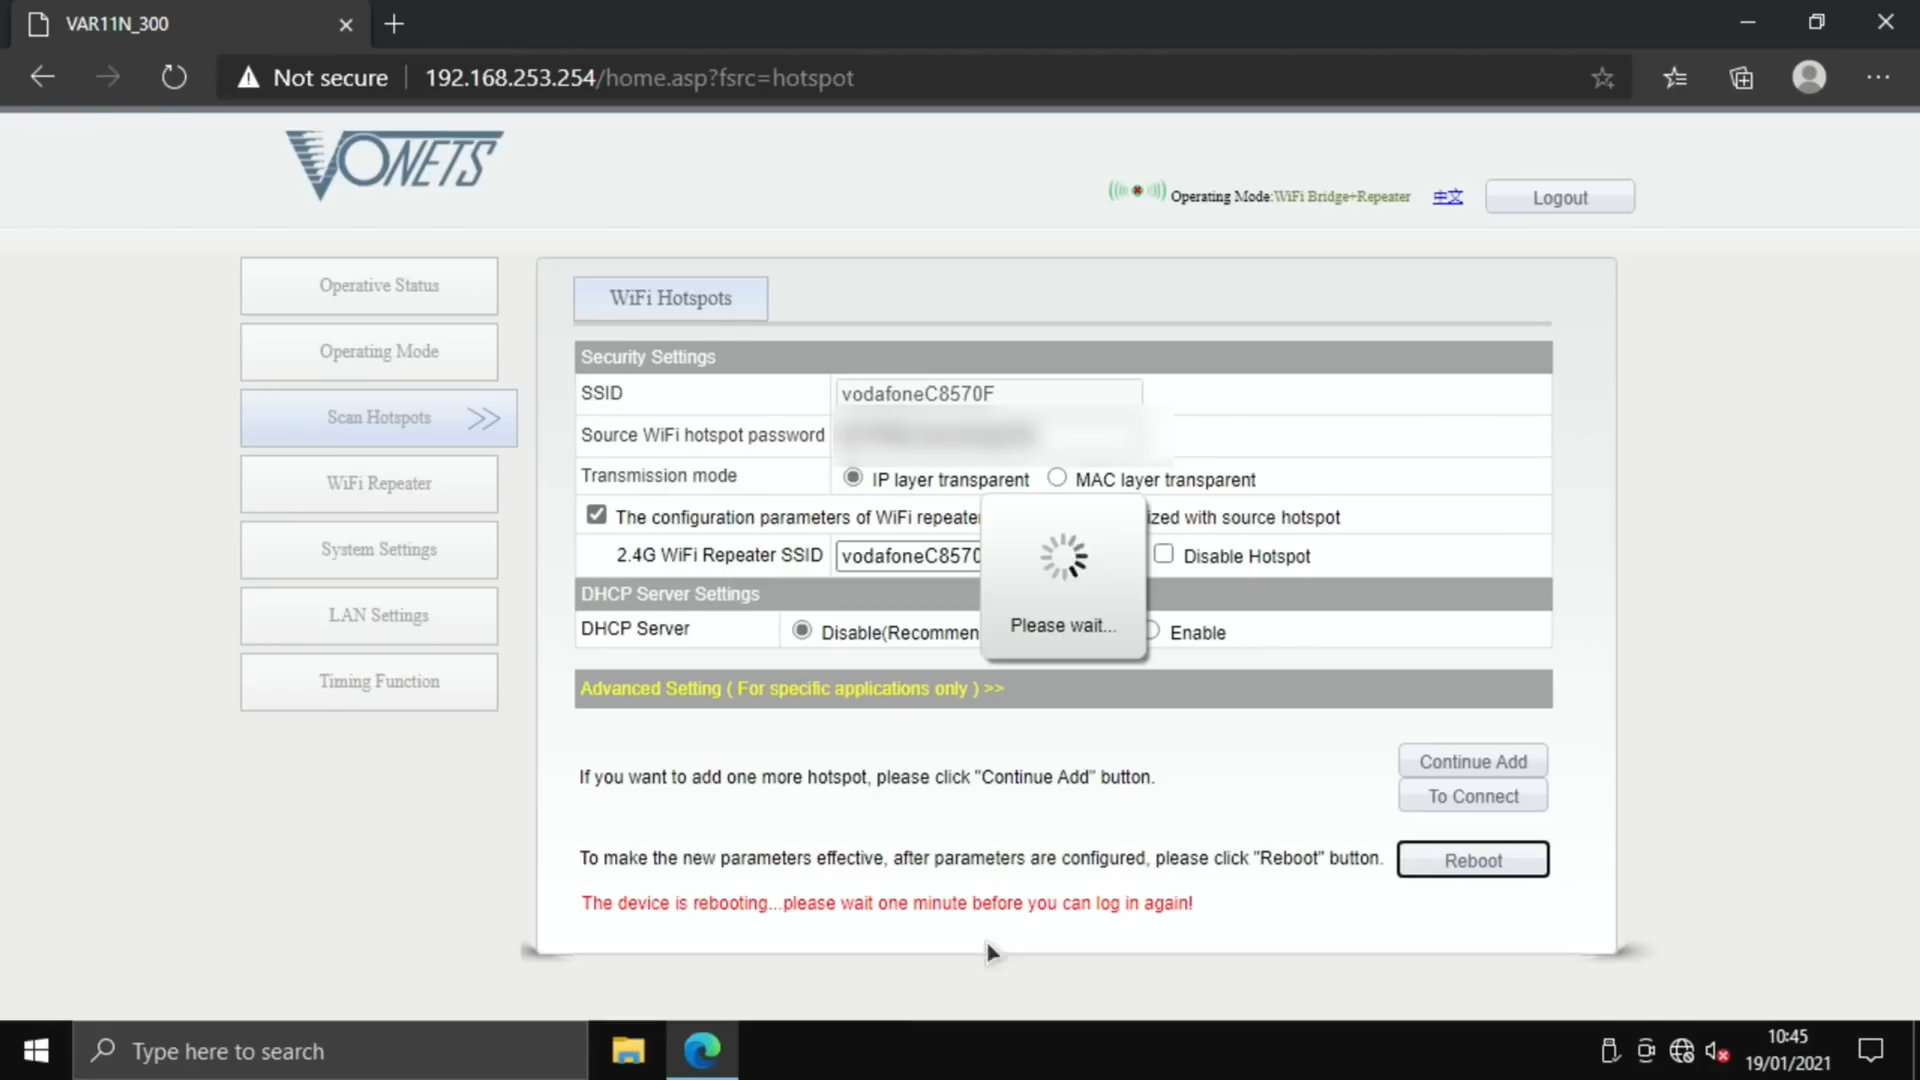 VAR11N_300
Not secure
192.168.253.254/home.asp?fsrc=hotspot
VONETS
Operating Mode:WiFi Bridge+Repeater
中文
Logout
Operative Status
Operating Mode
Scan Hotspots >>
WiFi Repeater
System Settings
LAN Settings
Timing Function
WiFi Hotspots
Security Settings
SSID
vodafoneC8570F
Source WiFi hotspot password
Transmission mode
IP layer transparent
MAC layer transparent
The configuration parameters of WiFi repeater
ized with source hotspot
2.4G WiFi Repeater SSID
vodafoneC8570
Disable Hotspot
DHCP Server Settings
DHCP Server
Disable(Recommen
Enable
Please wait...
Advanced Setting ( For specific applications only ) >>
If you want to add one more hotspot, please click "Continue Add" button.
Continue Add
To Connect
To make the new parameters effective, after parameters are configured, please click "Reboot" button.
Reboot
The device is rebooting...please wait one minute before you can log in again!
Type here to search
10:45
19/01/2021